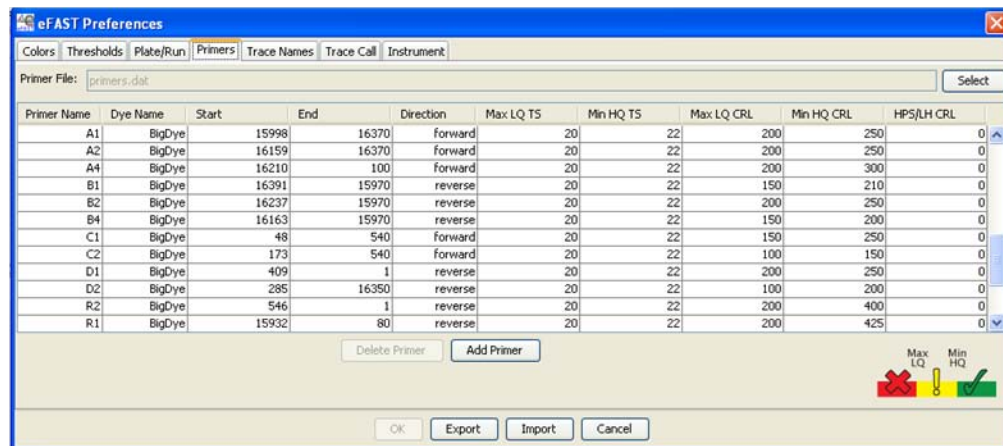 eFAST Preferences
Colors Thresholds Plate/Run Primers Trace Names Trace Call Instrument
Primer File: primers.dat Select
Primer Name Dye Name Start End Direction Max LQ TS Min HQ TS Max LQ CRL Min HQ CRL HPS/LH CRL
A1 BigDye 15998 16370 forward 20 22 200 250 0
A2 BigDye 16159 16370 forward 20 22 200 250 0
A4 BigDye 16210 100 forward 20 22 200 300 0
B1 BigDye 16391 15970 reverse 20 22 150 210 0
B2 BigDye 16237 15970 reverse 20 22 200 250 0
B4 BigDye 16163 15970 reverse 20 22 150 200 0
C1 BigDye 48 540 forward 20 22 150 250 0
C2 BigDye 173 540 forward 20 22 100 150 0
D1 BigDye 409 1 reverse 20 22 200 250 0
D2 BigDye 285 16350 reverse 20 22 100 200 0
R2 BigDye 546 1 reverse 20 22 200 400 0
R1 BigDye 15932 80 reverse 20 22 200 425 0
Delete Primer Add Primer
Max LQ Min HQ
OK Export Import Cancel